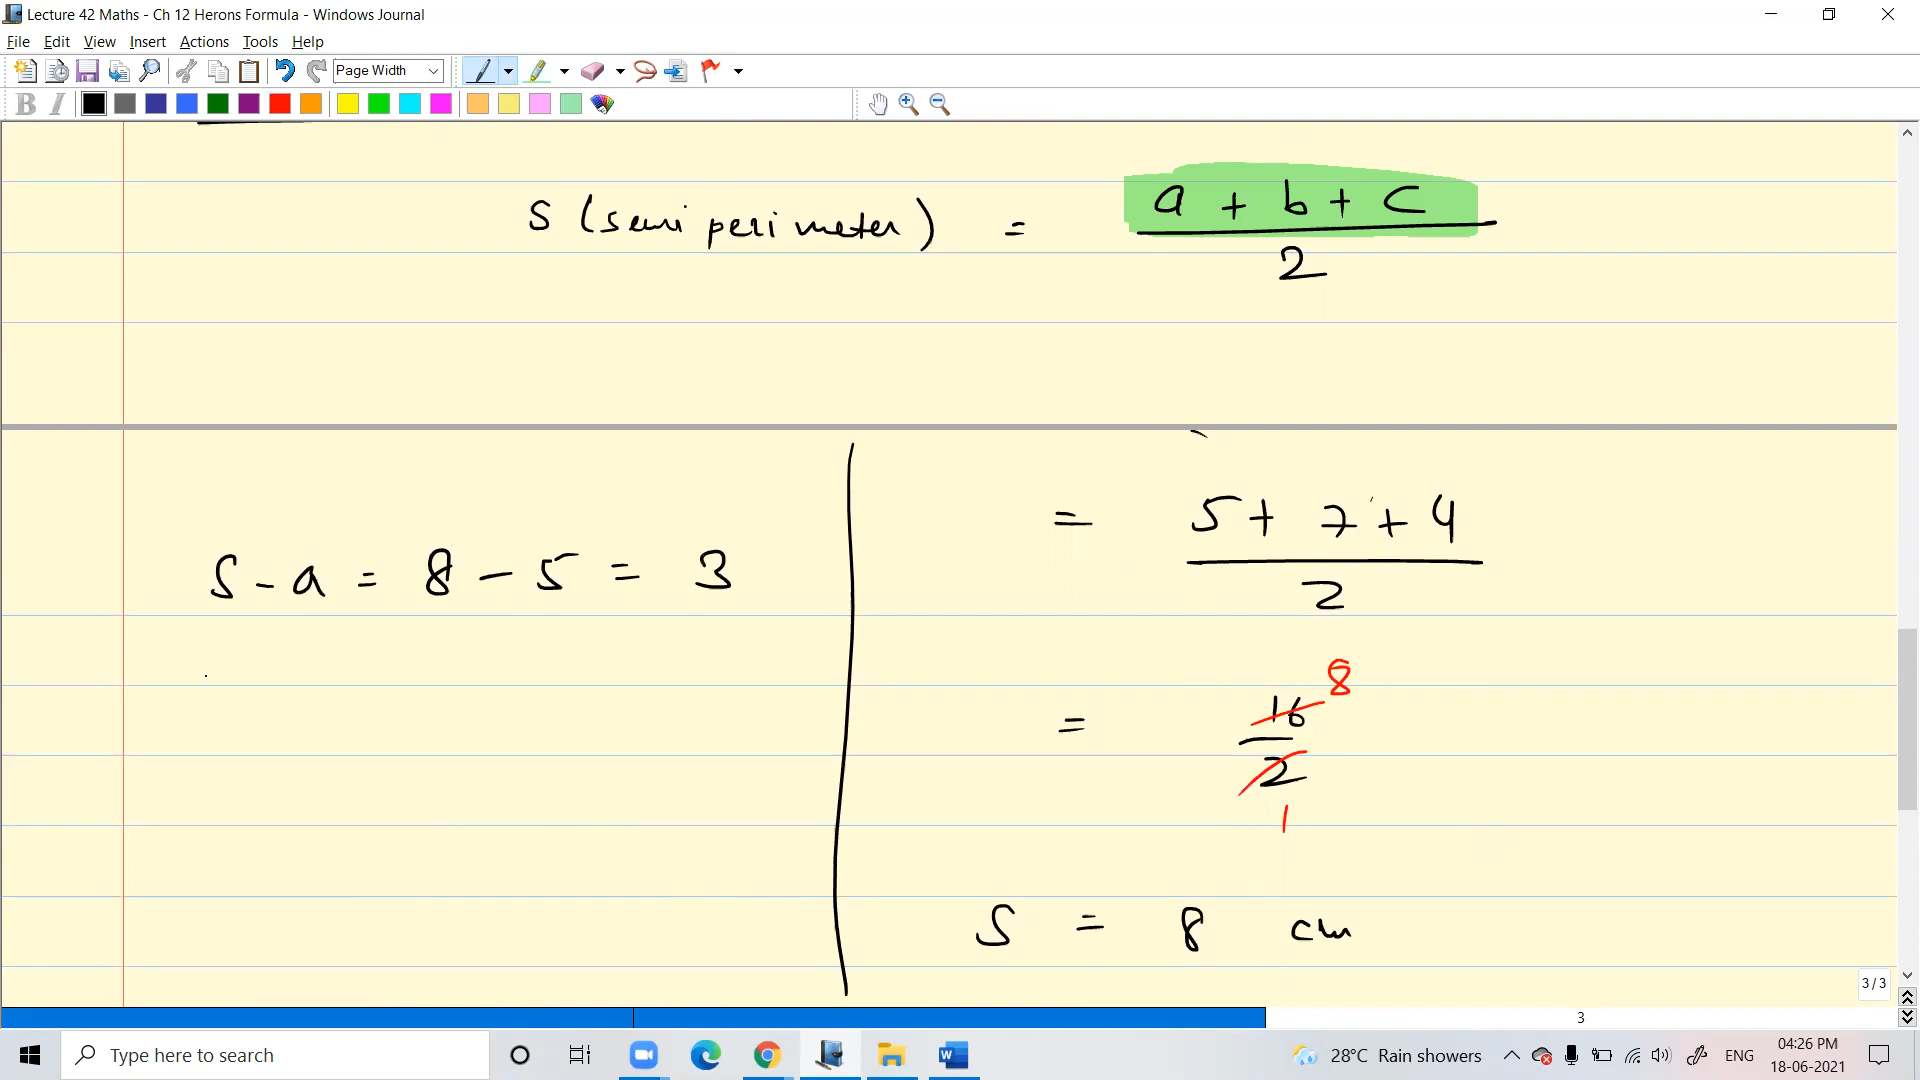 Lecture 42 Maths - Ch 12 Herons Formula - Windows Journal
File Edit View Insert Actions Tools Help
Page Width
B I
S (semi perimeter) = a + b + c
2
= 5 + 7 + 4
2
S - a = 8 - 5 = 3
8
= 16
2
1
S = 8 cm
3 / 3
3
Type here to search
28°C Rain showers
ENG
04:26 PM
18-06-2021